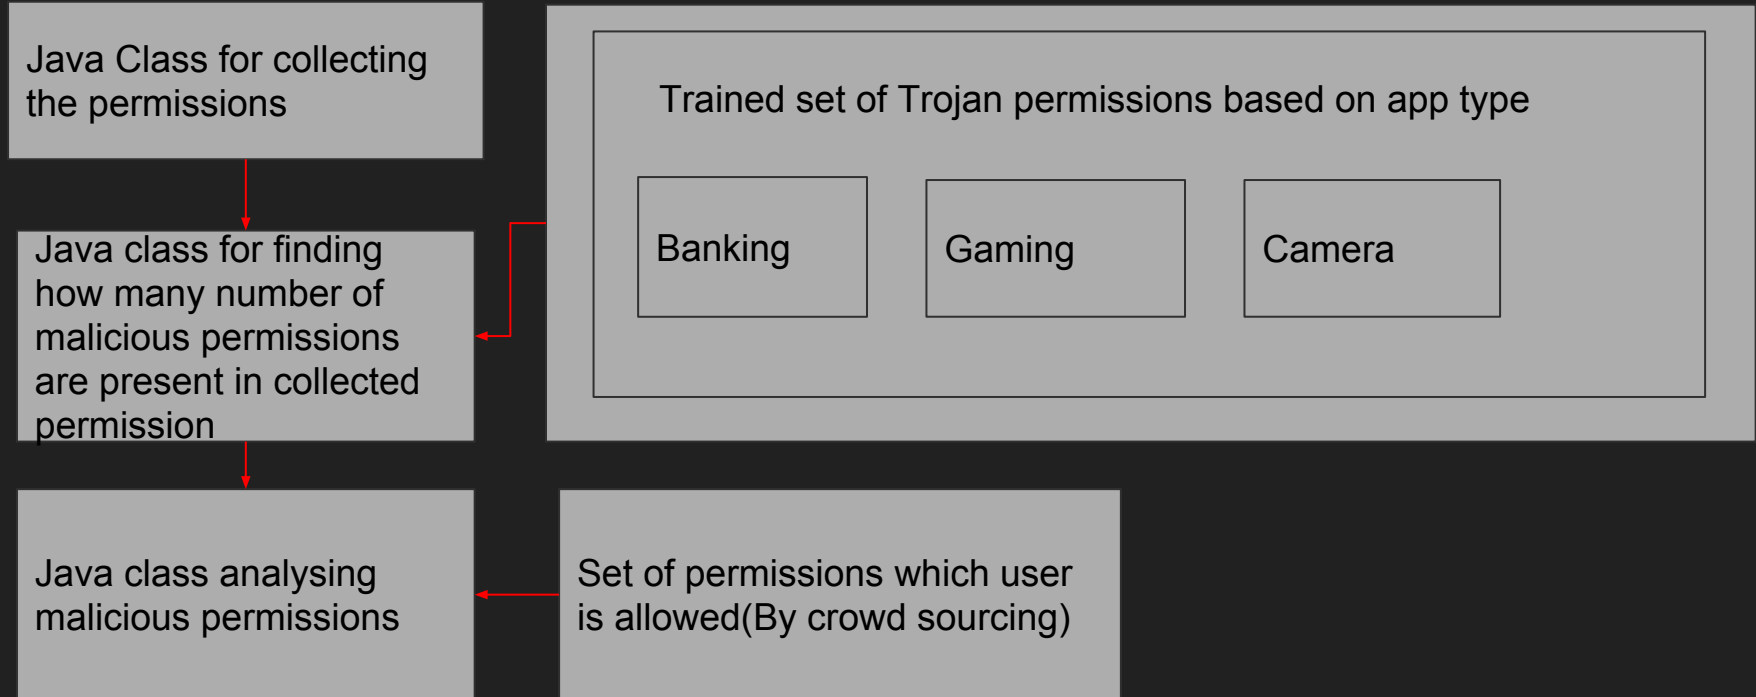 Java Class for collecting
the permissions
Trained set of Trojan permissions based on app type
Banking
Gaming
Camera
Java class for finding
how many number of
malicious permissions
are present in collected
permission
Java class analysing
malicious permissions
Set of permissions which user
is allowed(By crowd sourcing)